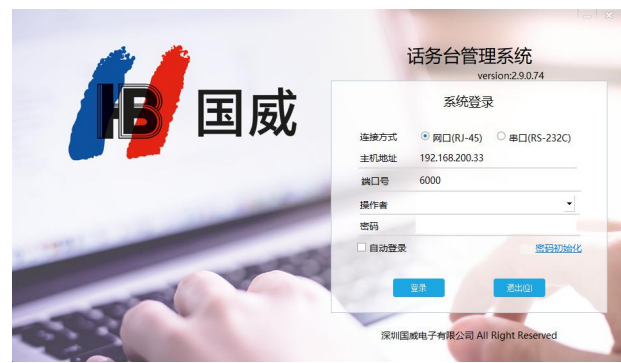 话务台管理系统
version:2.9.0.74
HB 国威
系统登录
连接方式 网口(RJ-45) 串口(RS-232C)
主机地址 192.168.200.33
端口号 6000
操作者
密码
自动登录 密码初始化
登录 退出(Q)
深圳国威电子有限公司 All Right Reserved